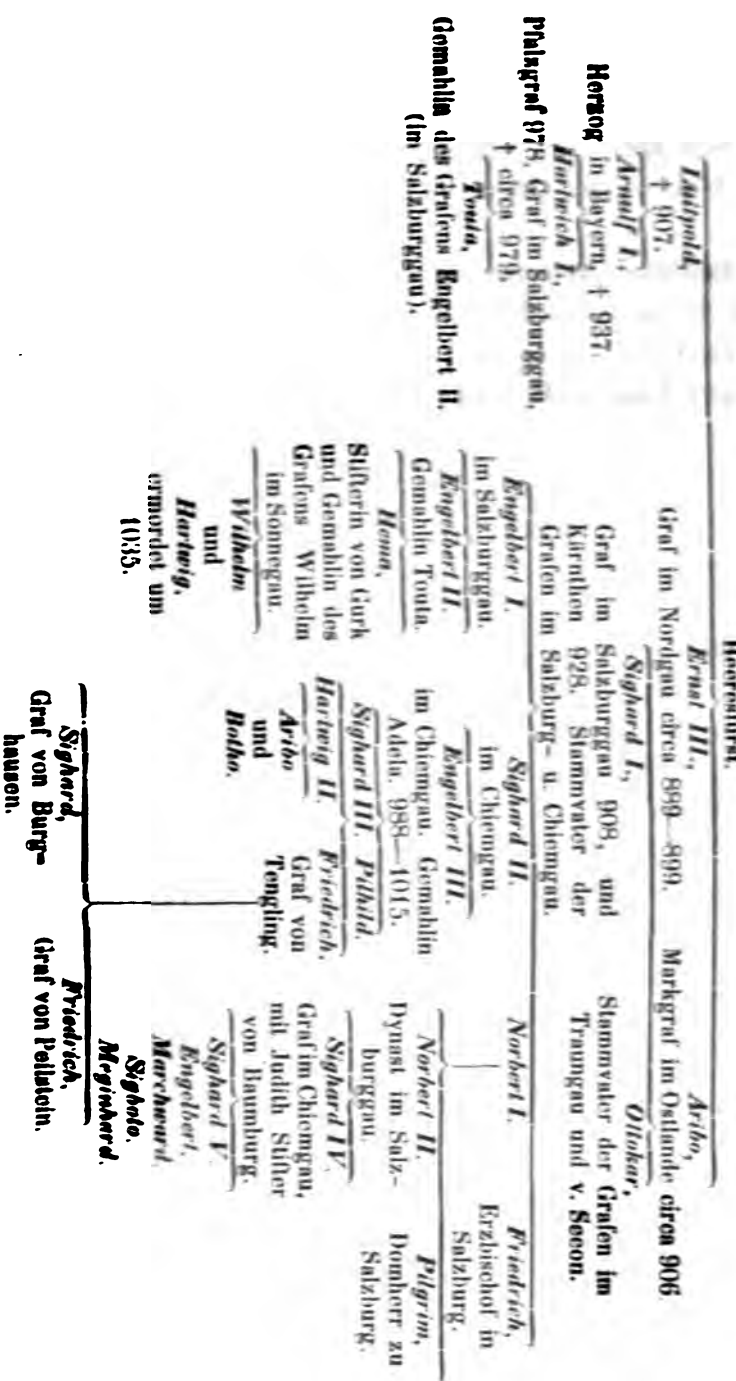 Heeresfürst.
Luitpold,
† 907.
Ernst III.,
Graf im Nordgau circa 889—899.
Aribo,
Markgraf im Ostlande circa 906
Arnulf I.,
Herzog in Bayern, † 937.
Sighard I.,
Graf im Salzburggau 908, und
Kärnthen 928. Stammvater der
Grafen im Salzburg- u. Chiemgau.
Ottokar,
Stammvater der Grafen im
Traungau und v. Seeon.
Hartwich I.,
Pfalzgraf 978, Graf im Salzburggau,
† circa 979.
Engelbert I.
im Salzburggau.
Sighard II.
im Chiemgau.
Norbert I.
Friedrich,
Erzbischof in
Salzburg.
Touta,
Gemahlin des Grafens Engelbert II.
(im Salzburggau).
Engelbert II.
Gemahlin Touta.
Engelbert III.
im Chiemgau. Gemahlin
Adela. 988—1015.
Norbert II.
Dynast im Salz-
burggau.
Pilgrim,
Domherr zu
Salzburg.
Hema,
Stifterin von Gurk
und Gemahlin des
Grafens Wilhelm
im Sonnegau.
Sighard III. Pilhild.
Sighard IV.
Graf im Chiemgau,
mit Judith Stifter
von Baumburg.
Hartwig II.
Friedrich,
Graf von
Tengling.
Wilhelm
und
Hartwig,
ermordet um
1035.
Aribo
und
Botho.
Sighard V.
Engelbert,
Marchward
Sigholo,
Meginhard.
Sighard,
Graf von Burg-
hausen.
Friedrich,
Graf von Peilstein.